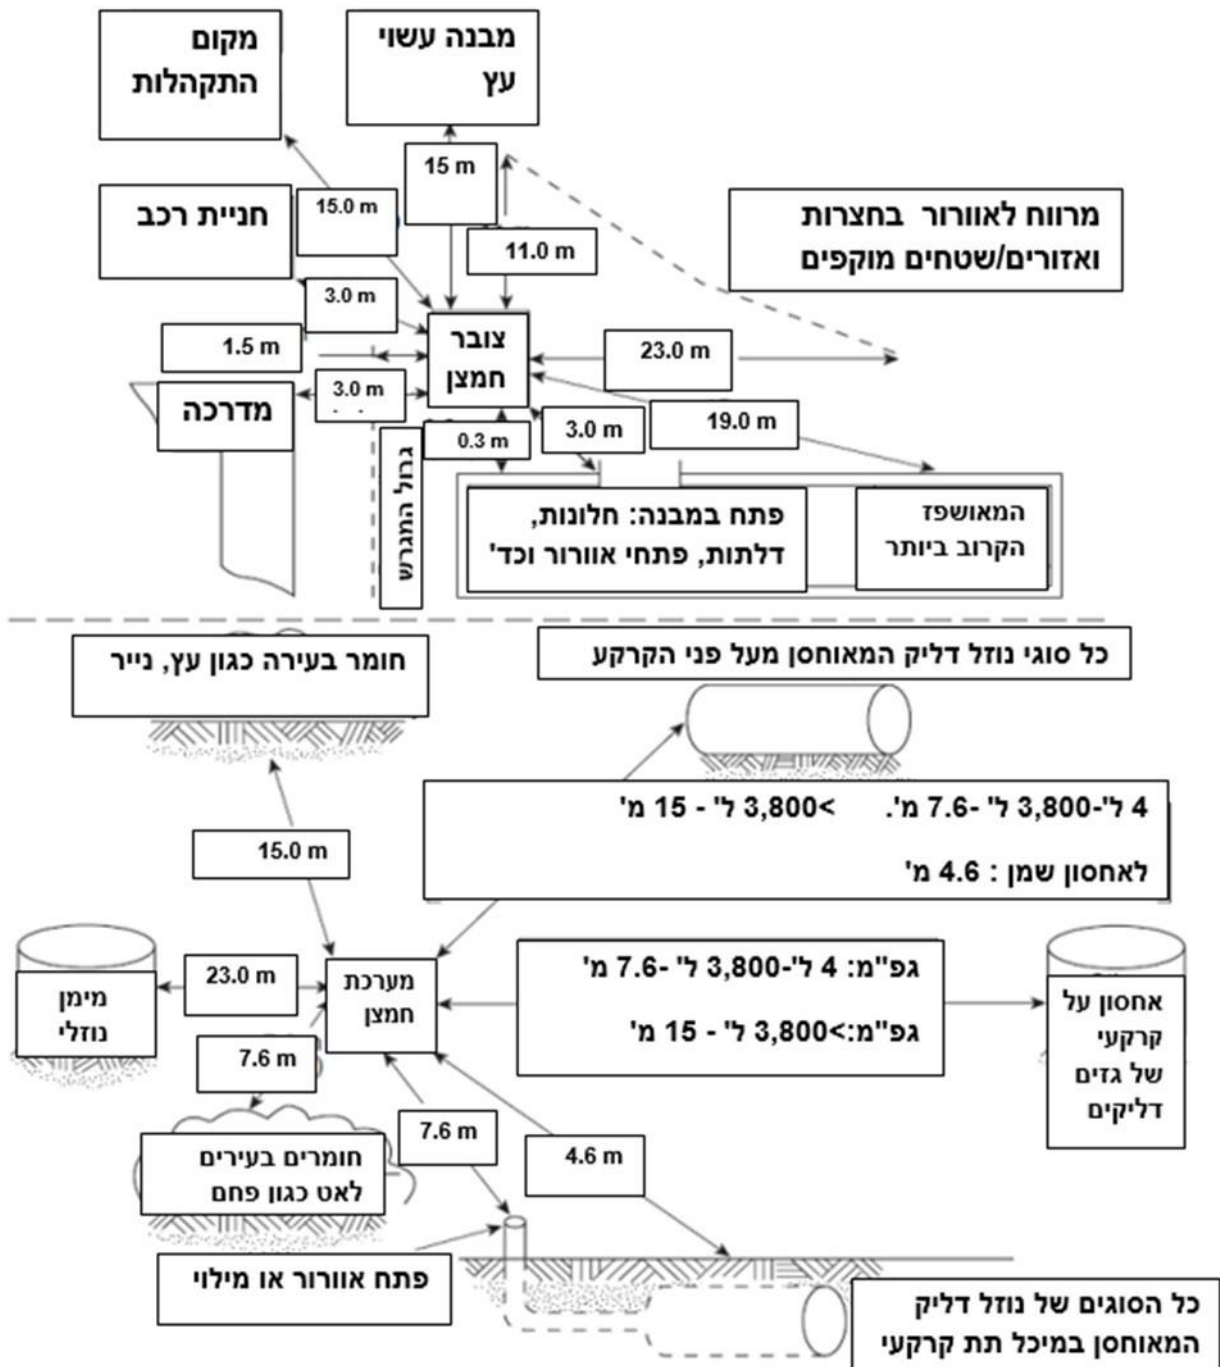 מקום
התקהלות
מבנה עשוי
עץ
15 m
חניית רכב
15.0 m
מרווח לאוורור בחצרות
ואזורים/שטחים מוקפים
11.0 m
3.0 m
צובר
חמצן
1.5 m
23.0 m
3.0 m
מדרכה
19.0 m
3.0 m
0.3 m
גבול המגרש
פתח במבנה: חלונות,
דלתות, פתחי אוורור וכד'
המאושפז
הקרוב ביותר
חומר בעירה כגון עץ, נייר
כל סוגי נוזל דליק המאוחסן מעל פני הקרקע
4 ל'-3,800 ל' -7.6 מ'. >3,800 ל' - 15 מ'
לאחסון שמן : 4.6 מ'
15.0 m
מימן
נוזלי
23.0 m
מערכת
חמצן
גפ"מ: 4 ל'-3,800 ל' -7.6 מ'
גפ"מ:>3,800 ל' - 15 מ'
אחסון על
קרקעי
של גזים
דליקים
7.6 m
7.6 m
4.6 m
חומרים בעירים
לאט כגון פחם
פתח אוורור או מילוי
כל הסוגים של נוזל דליק
המאוחסן במיכל תת קרקעי